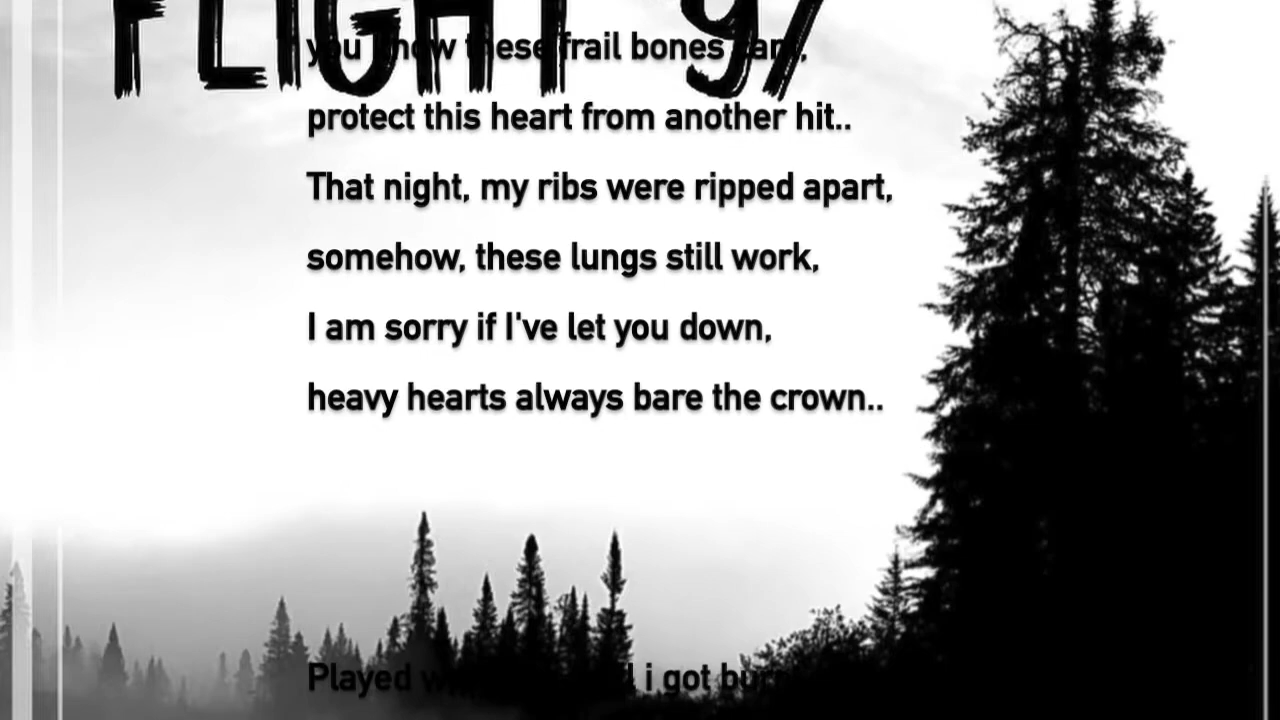 FLIGHT 97
you know these frail bones can't,
protect this heart from another hit..
That night, my ribs were ripped apart,
somehow, these lungs still work,
I am sorry if I've let you down,
heavy hearts always bare the crown..
Played i got